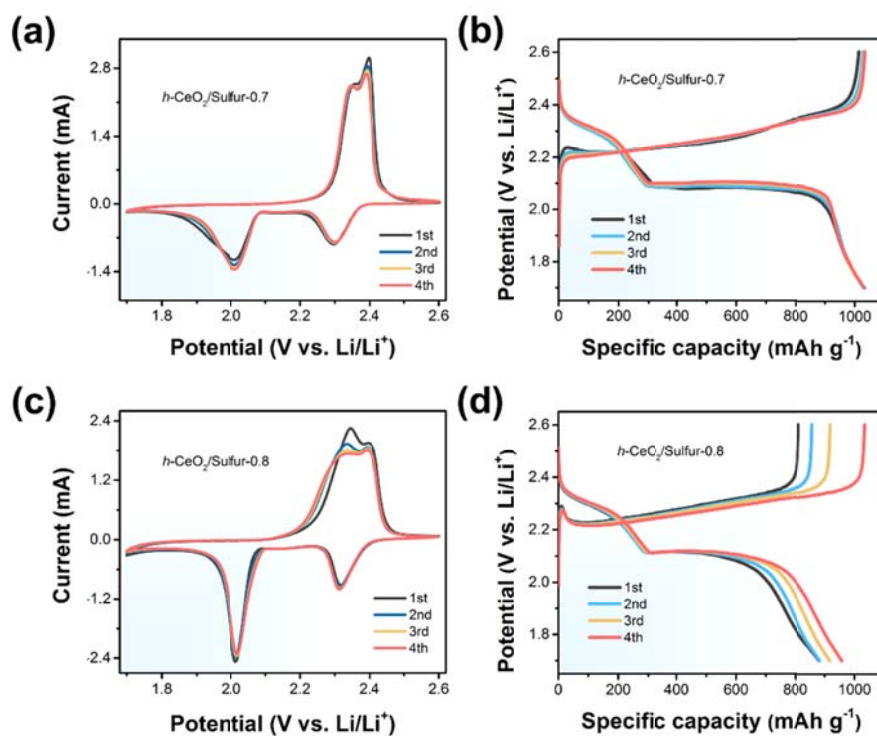 (a)
h-CeO2/Sulfur-0.7
Current (mA)
2.8
1.4
0.0
-1.4
1st
2nd
3rd
4th
1.8
2.0
2.2
2.4
2.6
Potential (V vs. Li/Li+)
(b)
h-CeO2/Sulfur-0.7
Potential (V vs. Li/Li+)
2.6
2.4
2.2
2.0
1.8
1st
2nd
3rd
4th
0
200
400
600
800
1000
Specific capacity (mAh g-1)
(c)
h-CeO2/Sulfur-0.8
Current (mA)
2.4
1.2
0.0
-1.2
-2.4
1st
2nd
3rd
4th
1.8
2.0
2.2
2.4
2.6
Potential (V vs. Li/Li+)
(d)
h-CeO2/Sulfur-0.8
Potential (V vs. Li/Li+)
2.6
2.4
2.2
2.0
1.8
1st
2nd
3rd
4th
0
200
400
600
800
1000
Specific capacity (mAh g-1)